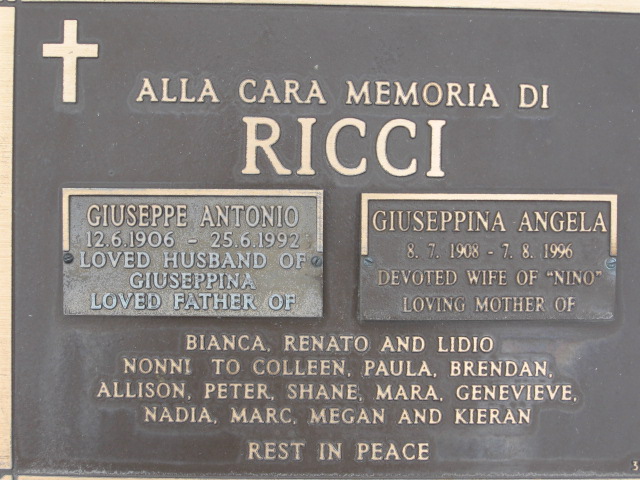 ALLA CARA MEMORIA DI
RICCI
GIUSEPPE ANTONIO
12.6.1906 - 25.6.1992
LOVED HUSBAND OF
GIUSEPPINA
LOVED FATHER OF
GIUSEPPINA ANGELA
8. 7. 1908 - 7. 8. 1996
DEVOTED WIFE OF "NINO"
LOVING MOTHER OF
BIANCA, RENATO AND LIDIO
NONNI TO COLLEEN, PAULA, BRENDAN,
ALLISON, PETER, SHANE, MARA, GENEVIEVE,
NADIA, MARC, MEGAN AND KIERAN
REST IN PEACE